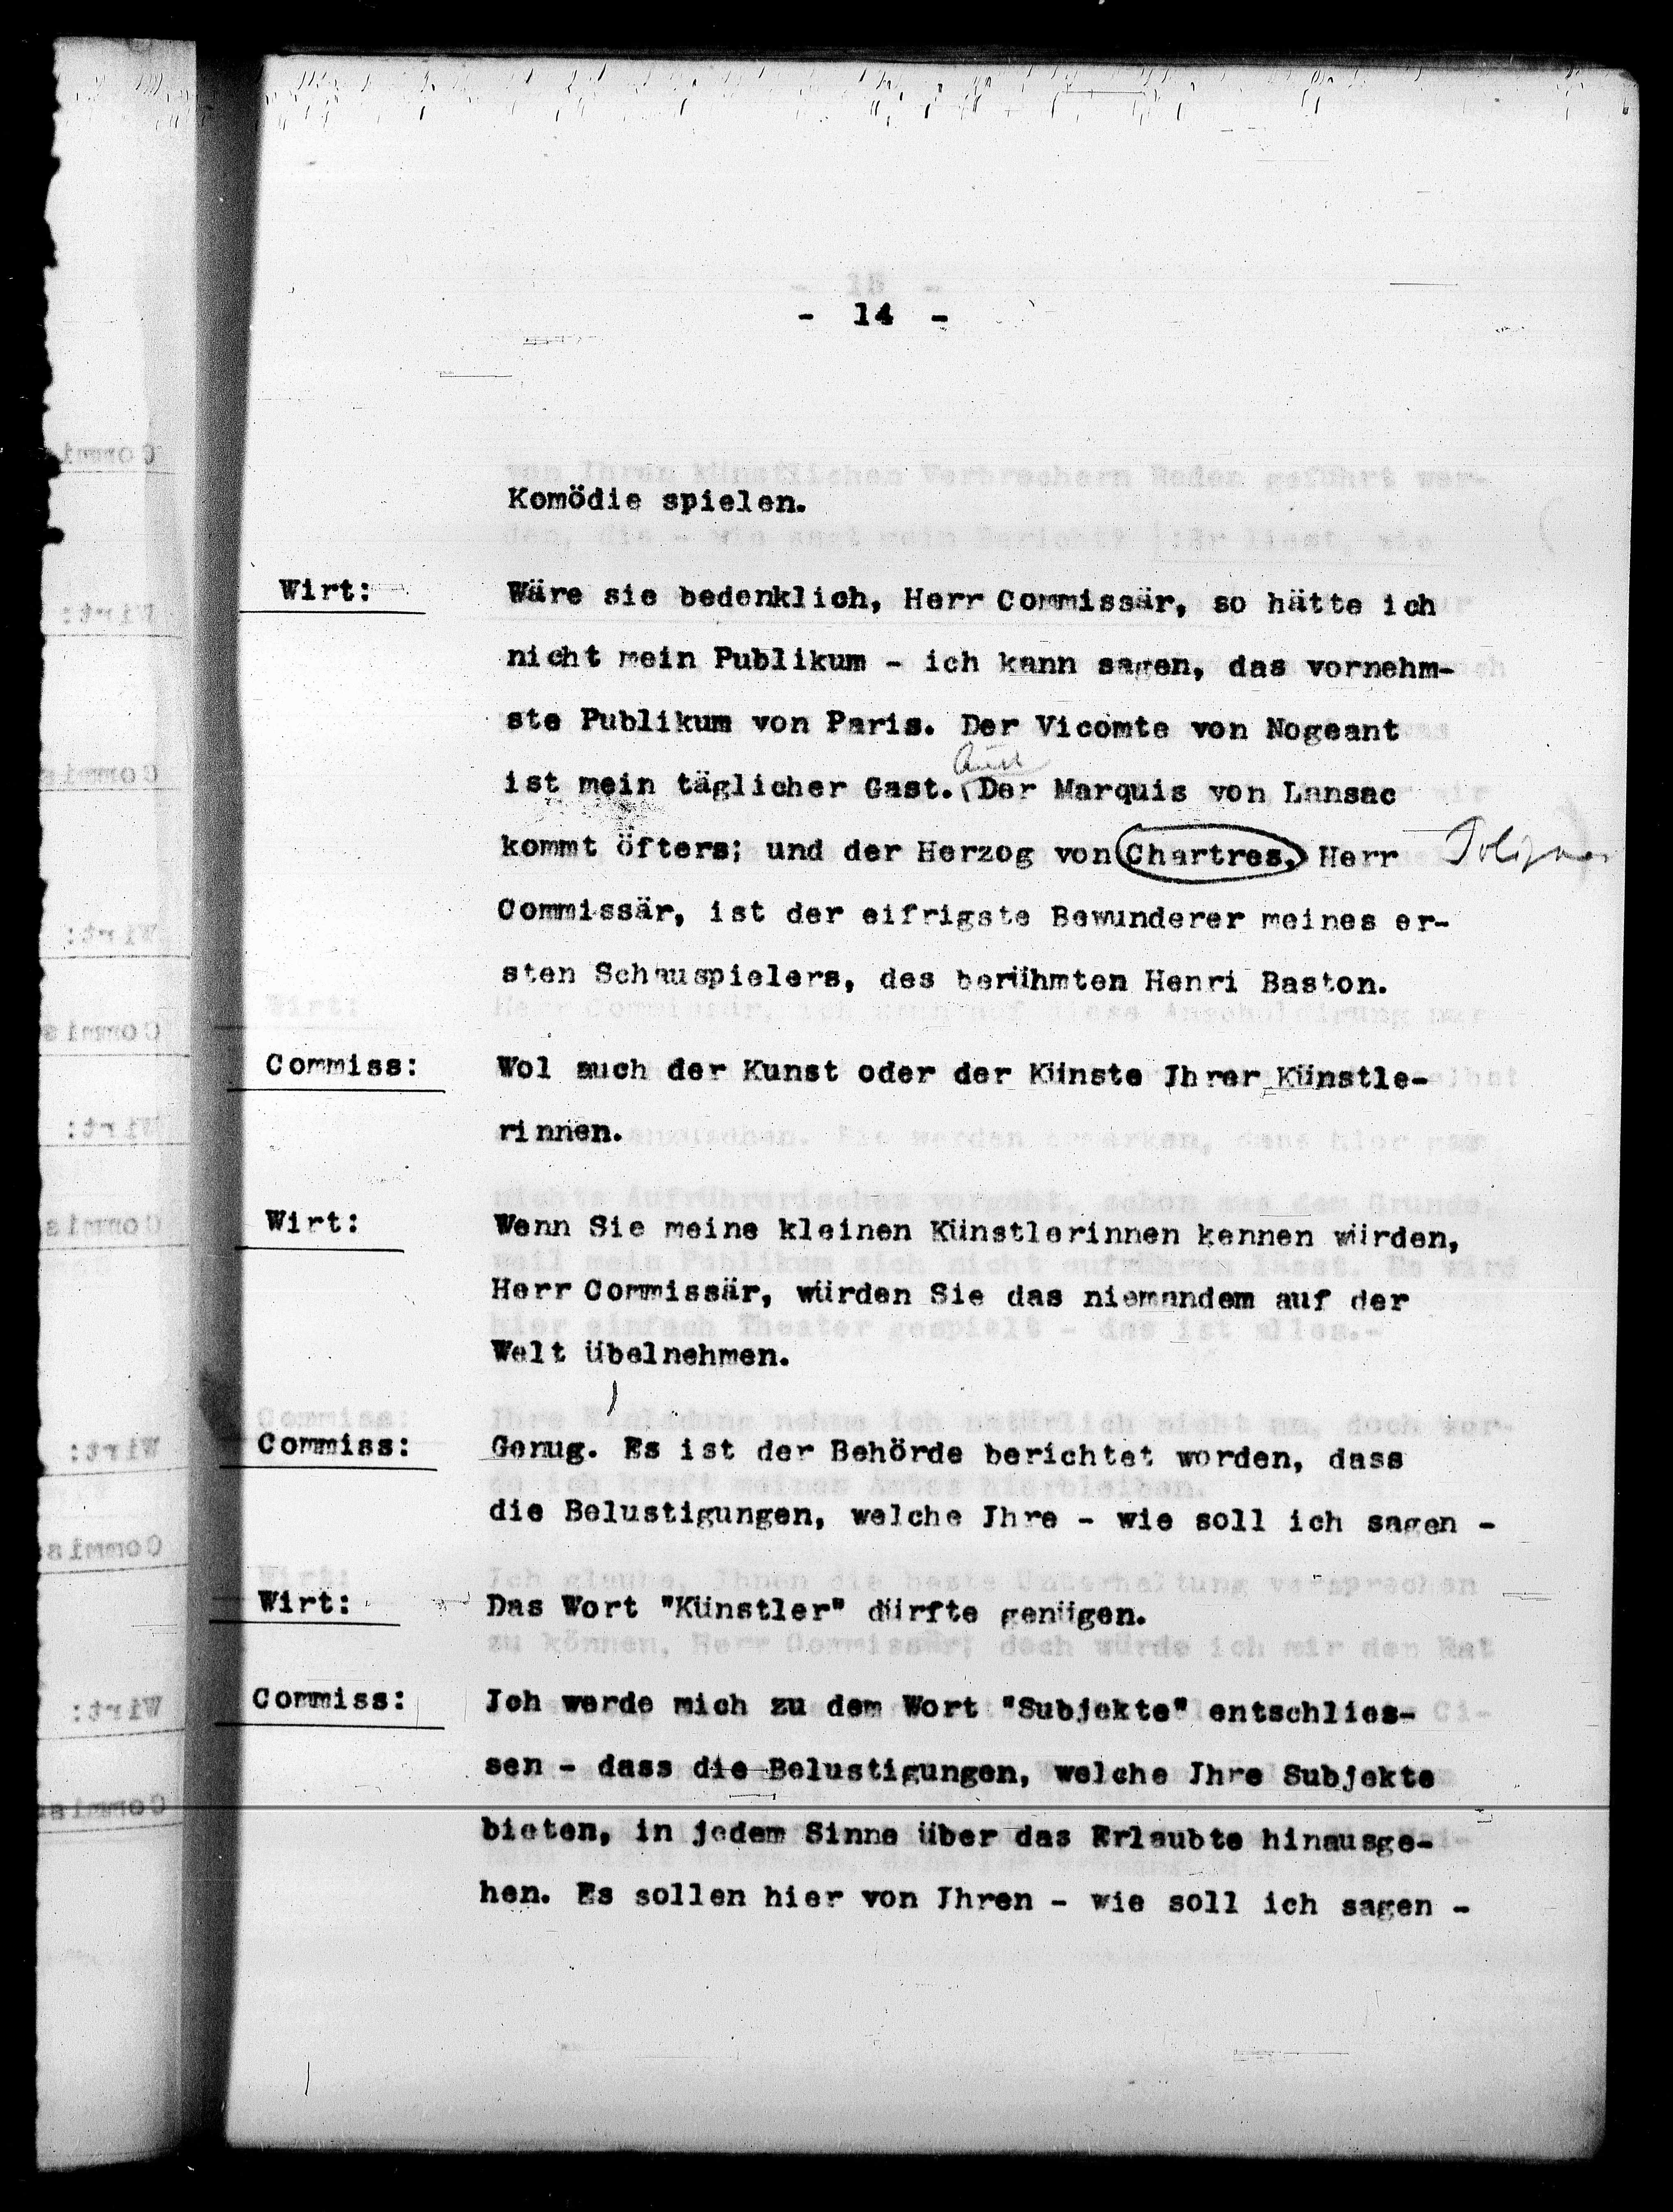 - 14 -
Komödie spielen.
Wirt: Wäre sie bedenklich, Herr Commissär, so hätte ich
nicht mein Publikum - ich kann sagen, das vornehm-
ste Publikum von Paris. Der Vicomte von Nogeant
Auch
ist mein täglicher Gast. Der Marquis von Lansac
kommt öfters; und der Herzog von Chartres, Herr
Commissär, ist der eifrigste Bewunderer meines er-
sten Schauspielers, des berühmten Henri Baston.
Commiss: Wol auch der Kunst oder der Künste Jhrer Künstle-
rinnen.
Wirt: Wenn Sie meine kleinen Künstlerinnen kennen würden,
Herr Commissär, würden Sie das niemandem auf der
Welt übelnehmen.
Commiss: Genug. Es ist der Behörde berichtet worden, dass
die Belustigungen, welche Jhre - wie soll ich sagen -
Wirt: Das Wort "Künstler" dürfte genügen.
Commiss: Jch werde mich zu dem Wort "Subjekte" entschlies-
sen - dass die Belustigungen, welche Jhre Subjekte
bieten, in jedem Sinne über das Erlaubte hinausge-
hen. Es sollen hier von Jhren - wie soll ich sagen -